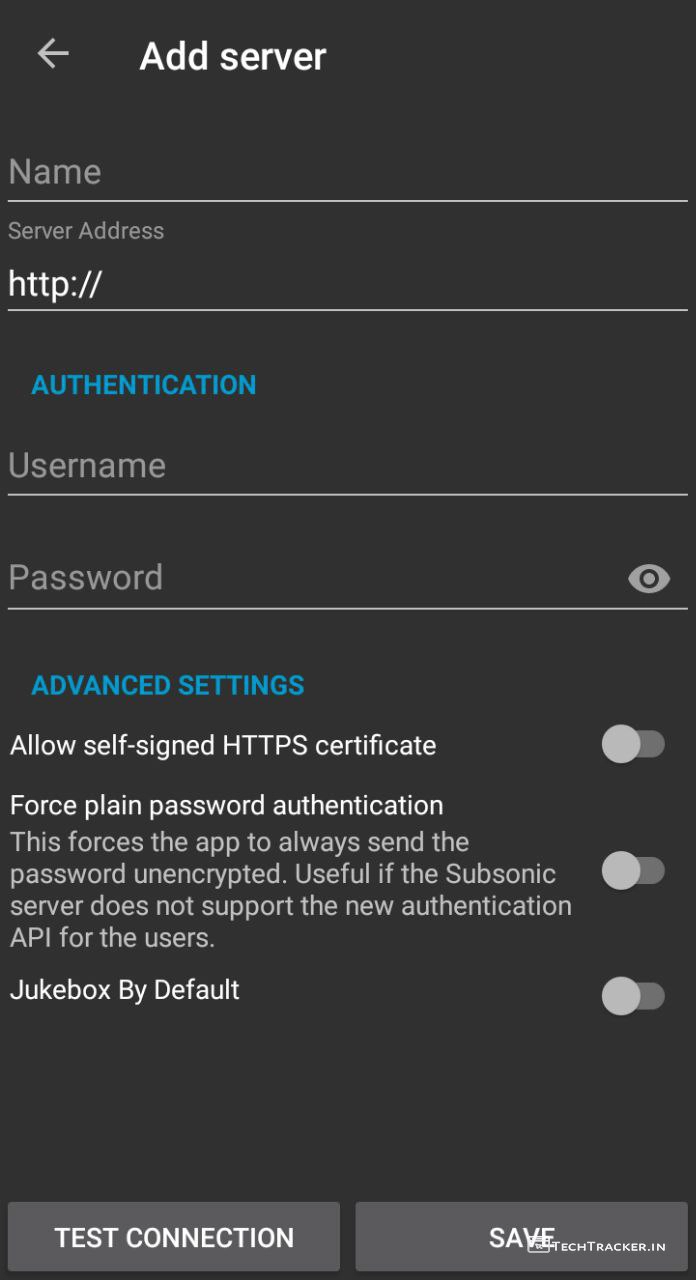 Add server
Name
Server Address
http://
AUTHENTICATION
Username
Password
ADVANCED SETTINGS
Allow self-signed HTTPS certificate
Force plain password authentication
This forces the app to always send the
password unencrypted. Useful if the Subsonic
server does not support the new authentication
API for the users.
Jukebox By Default
TEST CONNECTION
SAVE
TECHTRACKER.IN